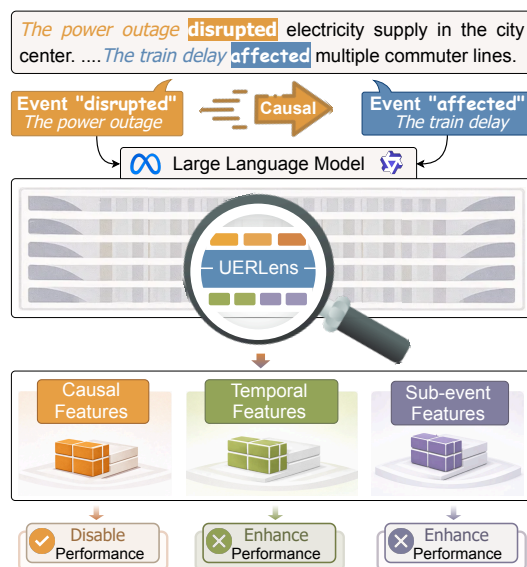 The power outage disrupted electricity supply in the city
center. ....The train delay affected multiple commuter lines.
Event "disrupted"
The power outage
Causal
Event "affected"
The train delay
Large Language Model
UERLens
Causal
Features
Temporal
Features
Sub-event
Features
Disable
Performance
Enhance
Performance
Enhance
Performance